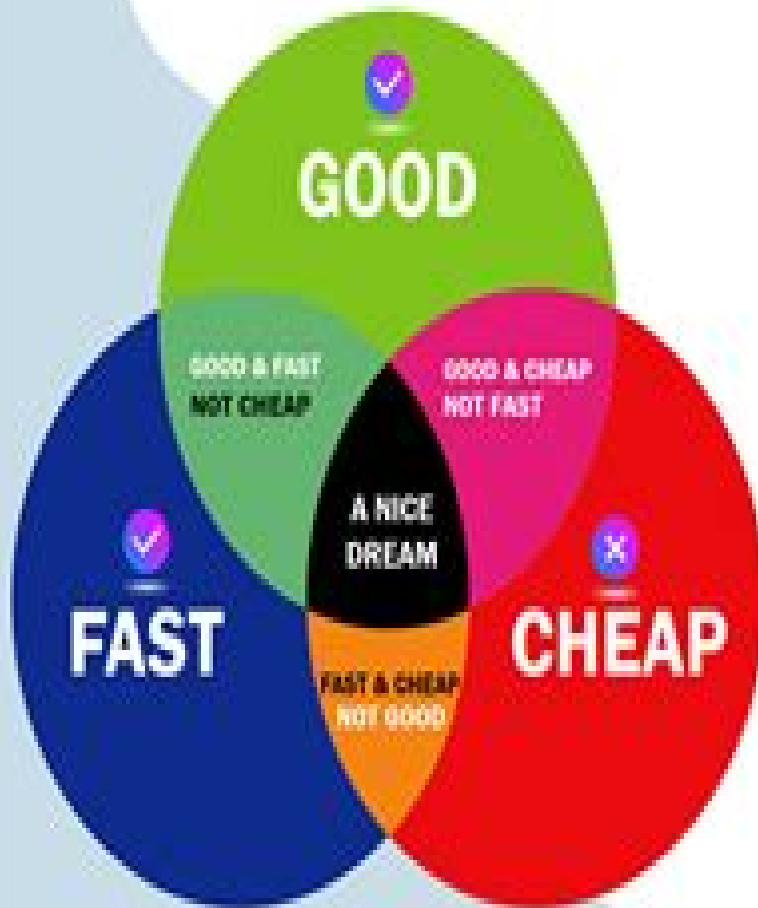 GOOD
GOOD & FAST
NOT CHEAP
GOOD & CHEAP
NOT FAST
A NICE
DREAM
FAST
CHEAP
FAST & CHEAP
NOT GOOD